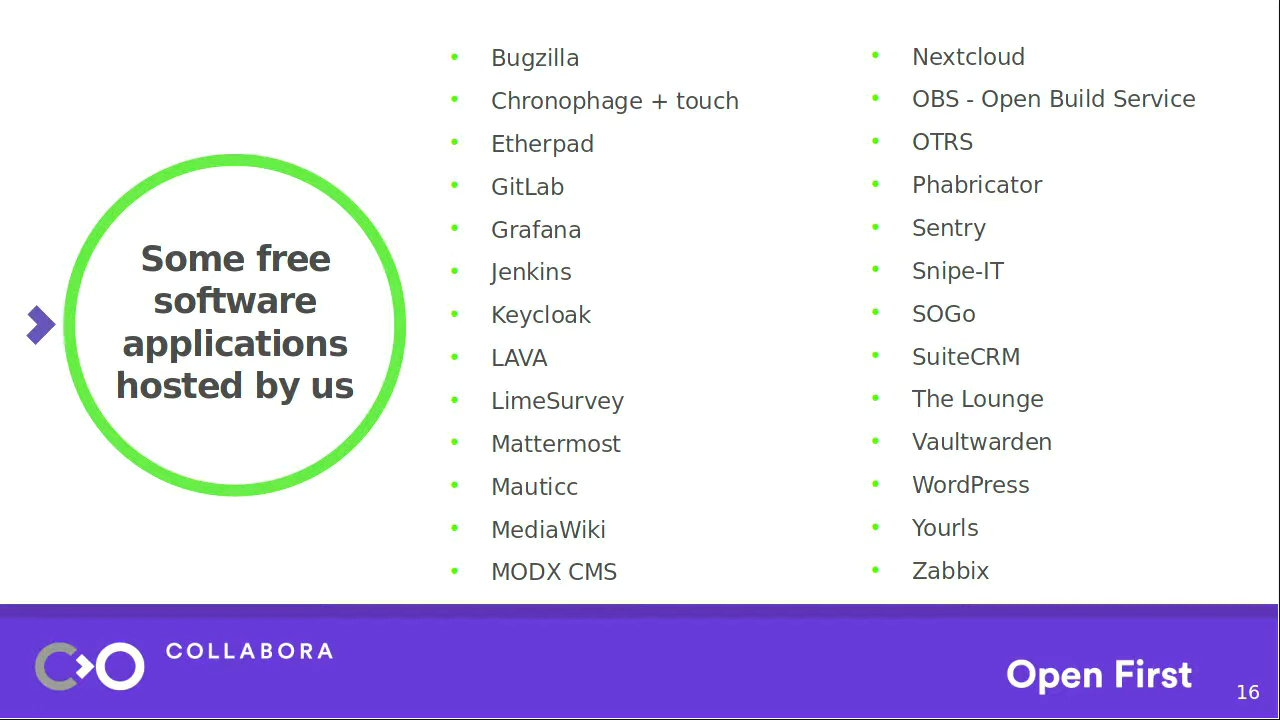 Some free
software
applications
hosted by us
• Bugzilla
• Chronophage + touch
• Etherpad
• GitLab
• Grafana
• Jenkins
• Keycloak
• LAVA
• LimeSurvey
• Mattermost
• Mauticc
• MediaWiki
• MODX CMS
• Nextcloud
• OBS - Open Build Service
• OTRS
• Phabricator
• Sentry
• Snipe-IT
• SOGo
• SuiteCRM
• The Lounge
• Vaultwarden
• WordPress
• Yourls
• Zabbix
COLLABORA
Open First
16